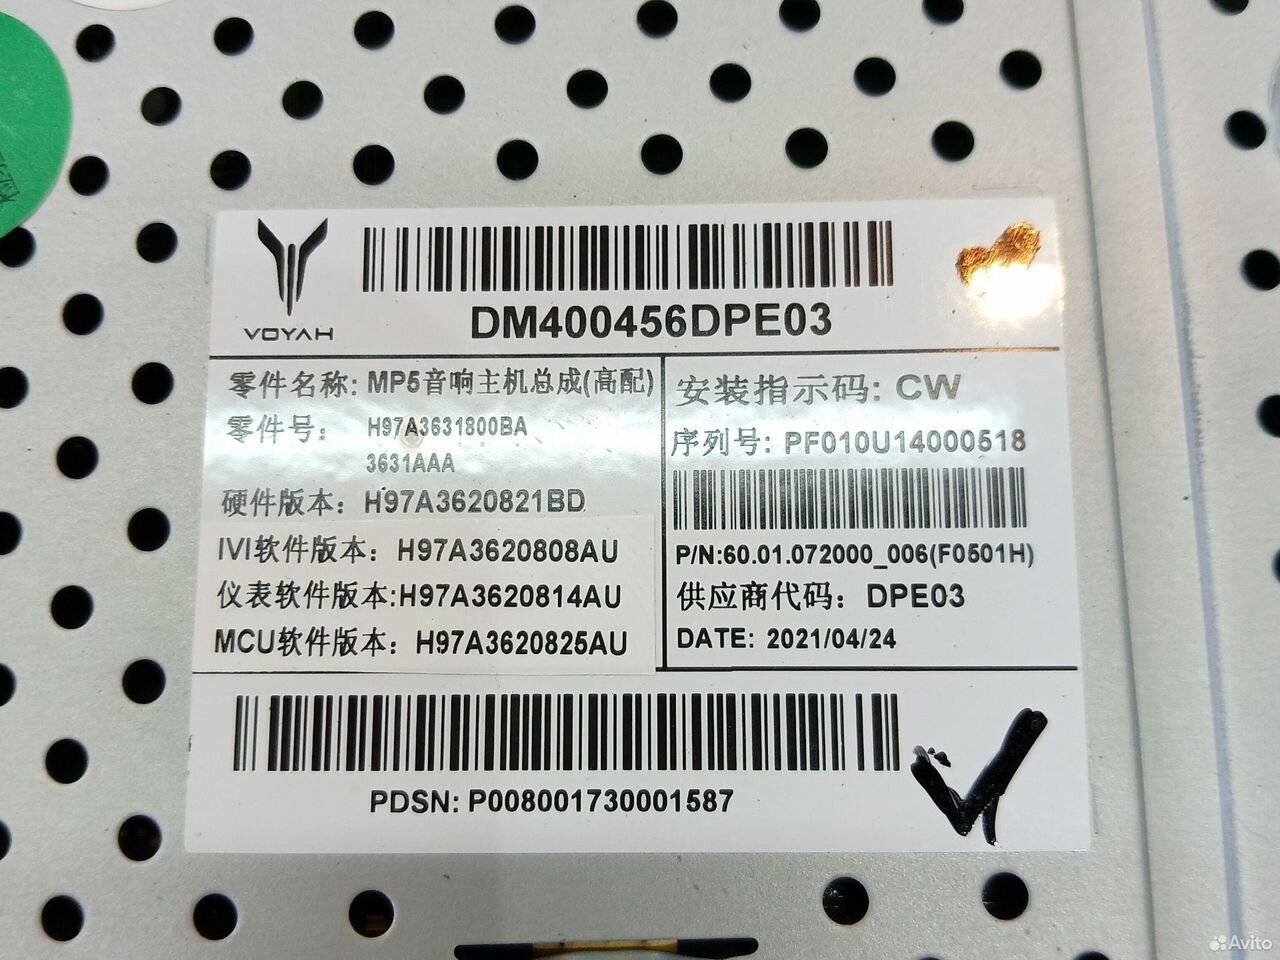 VOYAH
DM400456DPE03
零件名称: MP5音响主机总成(高配)
零件号: H97A3631800BA
3631AAA
硬件版本: H97A3620821BD
IVI软件版本: H97A3620808AU
仪表软件版本:H97A3620814AU
MCU软件版本: H97A3620825AU
安装指示码: CW
序列号: PF010U14000518
P/N:60.01.072000_006(F0501H)
供应商代码: DPE03
DATE: 2021/04/24
PDSN: P008001730001587
Avito